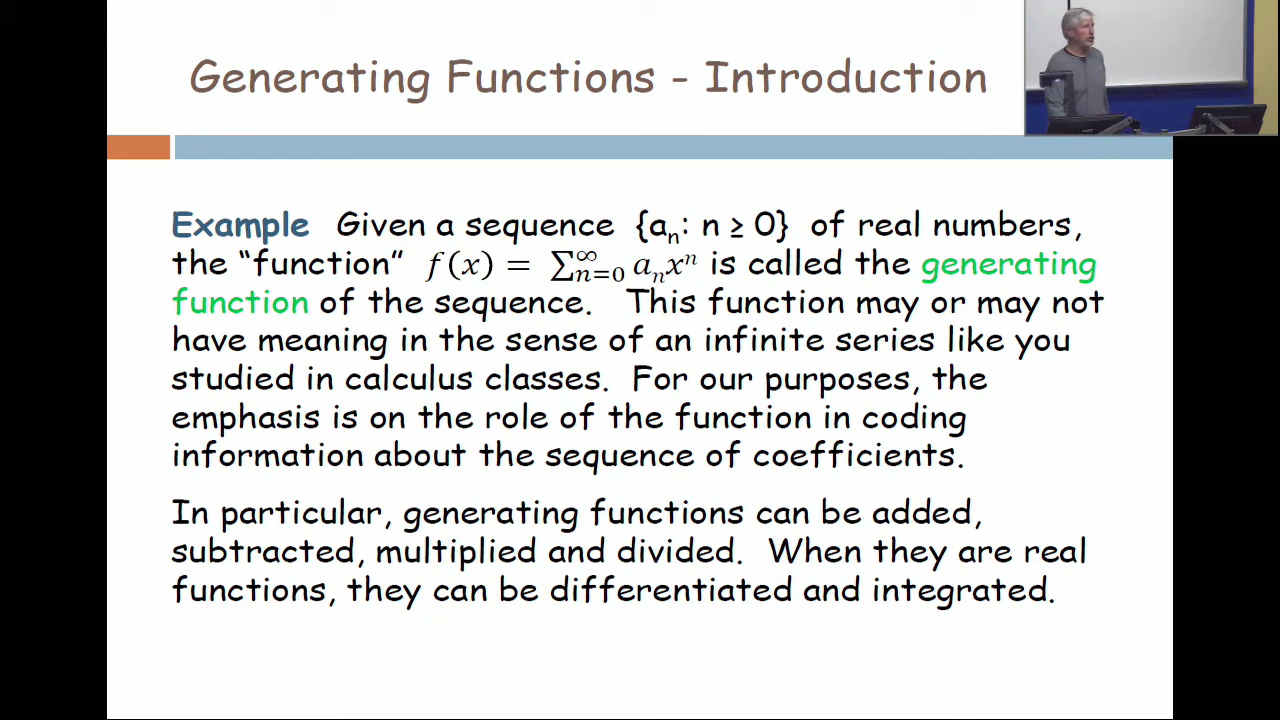 Generating Functions - Introduction
Example Given a sequence {aₙ: n ≥ 0} of real numbers,
the “function” f(x) = ∑ₙ₌₀^∞ aₙxⁿ is called the generating
function of the sequence. This function may or may not
have meaning in the sense of an infinite series like you
studied in calculus classes. For our purposes, the
emphasis is on the role of the function in coding
information about the sequence of coefficients.
In particular, generating functions can be added,
subtracted, multiplied and divided. When they are real
functions, they can be differentiated and integrated.